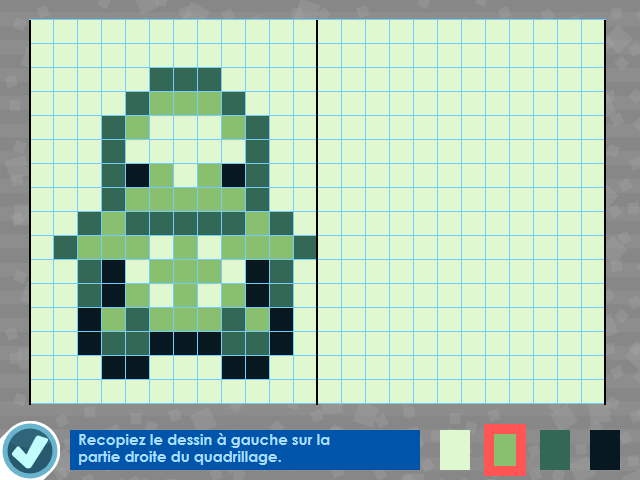 Recopiez le dessin à gauche sur la
partie droite du quadrillage.